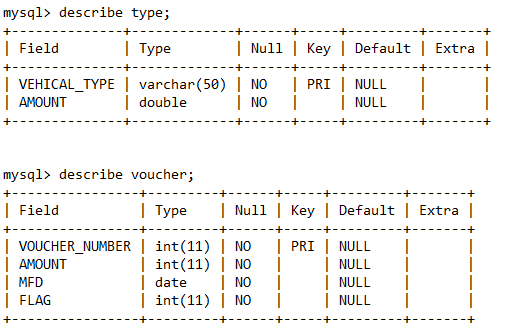 mysql> describe type;
+--------------+-------------+------+-----+---------+-------+
| Field        | Type        | Null | Key | Default | Extra |
+--------------+-------------+------+-----+---------+-------+
| VEHICAL_TYPE | varchar(50) | NO   | PRI | NULL    |       |
| AMOUNT       | double      | NO   |     | NULL    |       |
+--------------+-------------+------+-----+---------+-------+
mysql> describe voucher;
+----------------+---------+------+-----+---------+-------+
| Field          | Type    | Null | Key | Default | Extra |
+----------------+---------+------+-----+---------+-------+
| VOUCHER_NUMBER | int(11) | NO   | PRI | NULL    |       |
| AMOUNT         | int(11) | NO   |     | NULL    |       |
| MFD            | date    | NO   |     | NULL    |       |
| FLAG           | int(11) | NO   |     | NULL    |       |
+----------------+---------+------+-----+---------+-------+